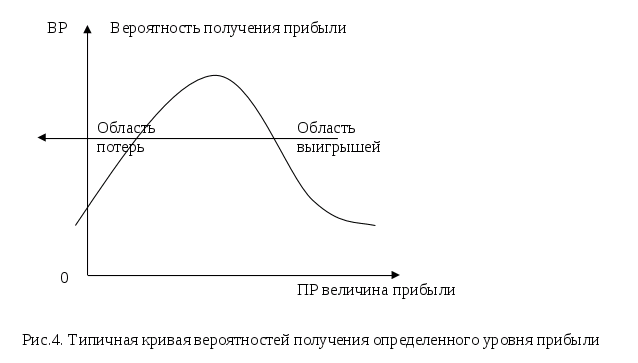 ВР
Вероятность получения прибыли
Область
потерь
Область
выигрышей
0
ПР величина прибыли
Рис.4. Типичная кривая вероятностей получения определенного уровня прибыли